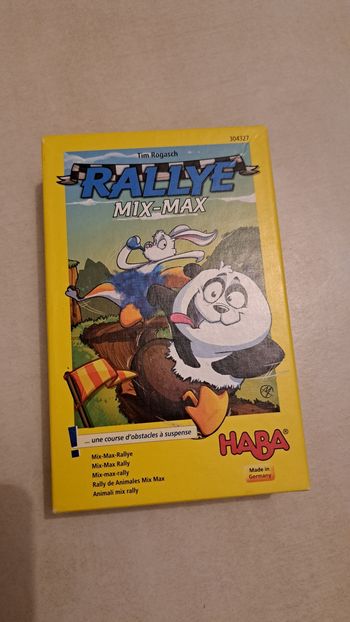 304327
Tim Rogasch
RALLYE
MIX-MAX
... une course d'obstacles à suspense
HABA®
Mix-Max-Rallye
Mix-Max Rally
Mix-max-rally
Rally de Animales Mix Max
Animali mix rally
Made in
Germany